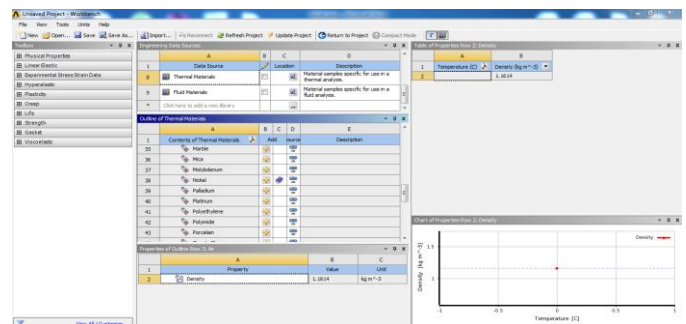 Unsaved Project - Workbench
File View Tools Units Help
New Open... Save Save As... Import... Reconnect Refresh Project Update Project Return to Project Compact Mode
Toolbox
Physical Properties
Linear Elastic
Experimental Stress Strain Data
Hyperelastic
Plasticity
Creep
Life
Strength
Gasket
Viscoelastic
View All / Customize
Engineering Data Sources
A B C D
1 Data Source Location Description
8 Thermal Materials Material samples specific for use in a thermal analysis.
9 Fluid Materials Material samples specific for use in a fluid analysis.
* Click here to add a new library
Outline of Thermal Materials
A B C D E
1 Contents of Thermal Materials Add Source Description
35 Marble
36 Mica
37 Molybdenum
38 Nickel
39 Palladium
40 Platinum
41 Polyethylene
42 Polyimide
43 Porcelain
Properties of Outline Row 3: Air
A B C
1 Property Value Unit
2 Density 1.1614 kg m^-3
Table of Properties Row 2: Density
A B
1 Temperature (C) Density (kg m^-3)
2 1.1614
Chart of Properties Row 2: Density
Density
Density [kg m^-3]
1.5
1
-1 -0.5 0 0.5 1
Temperature [C]